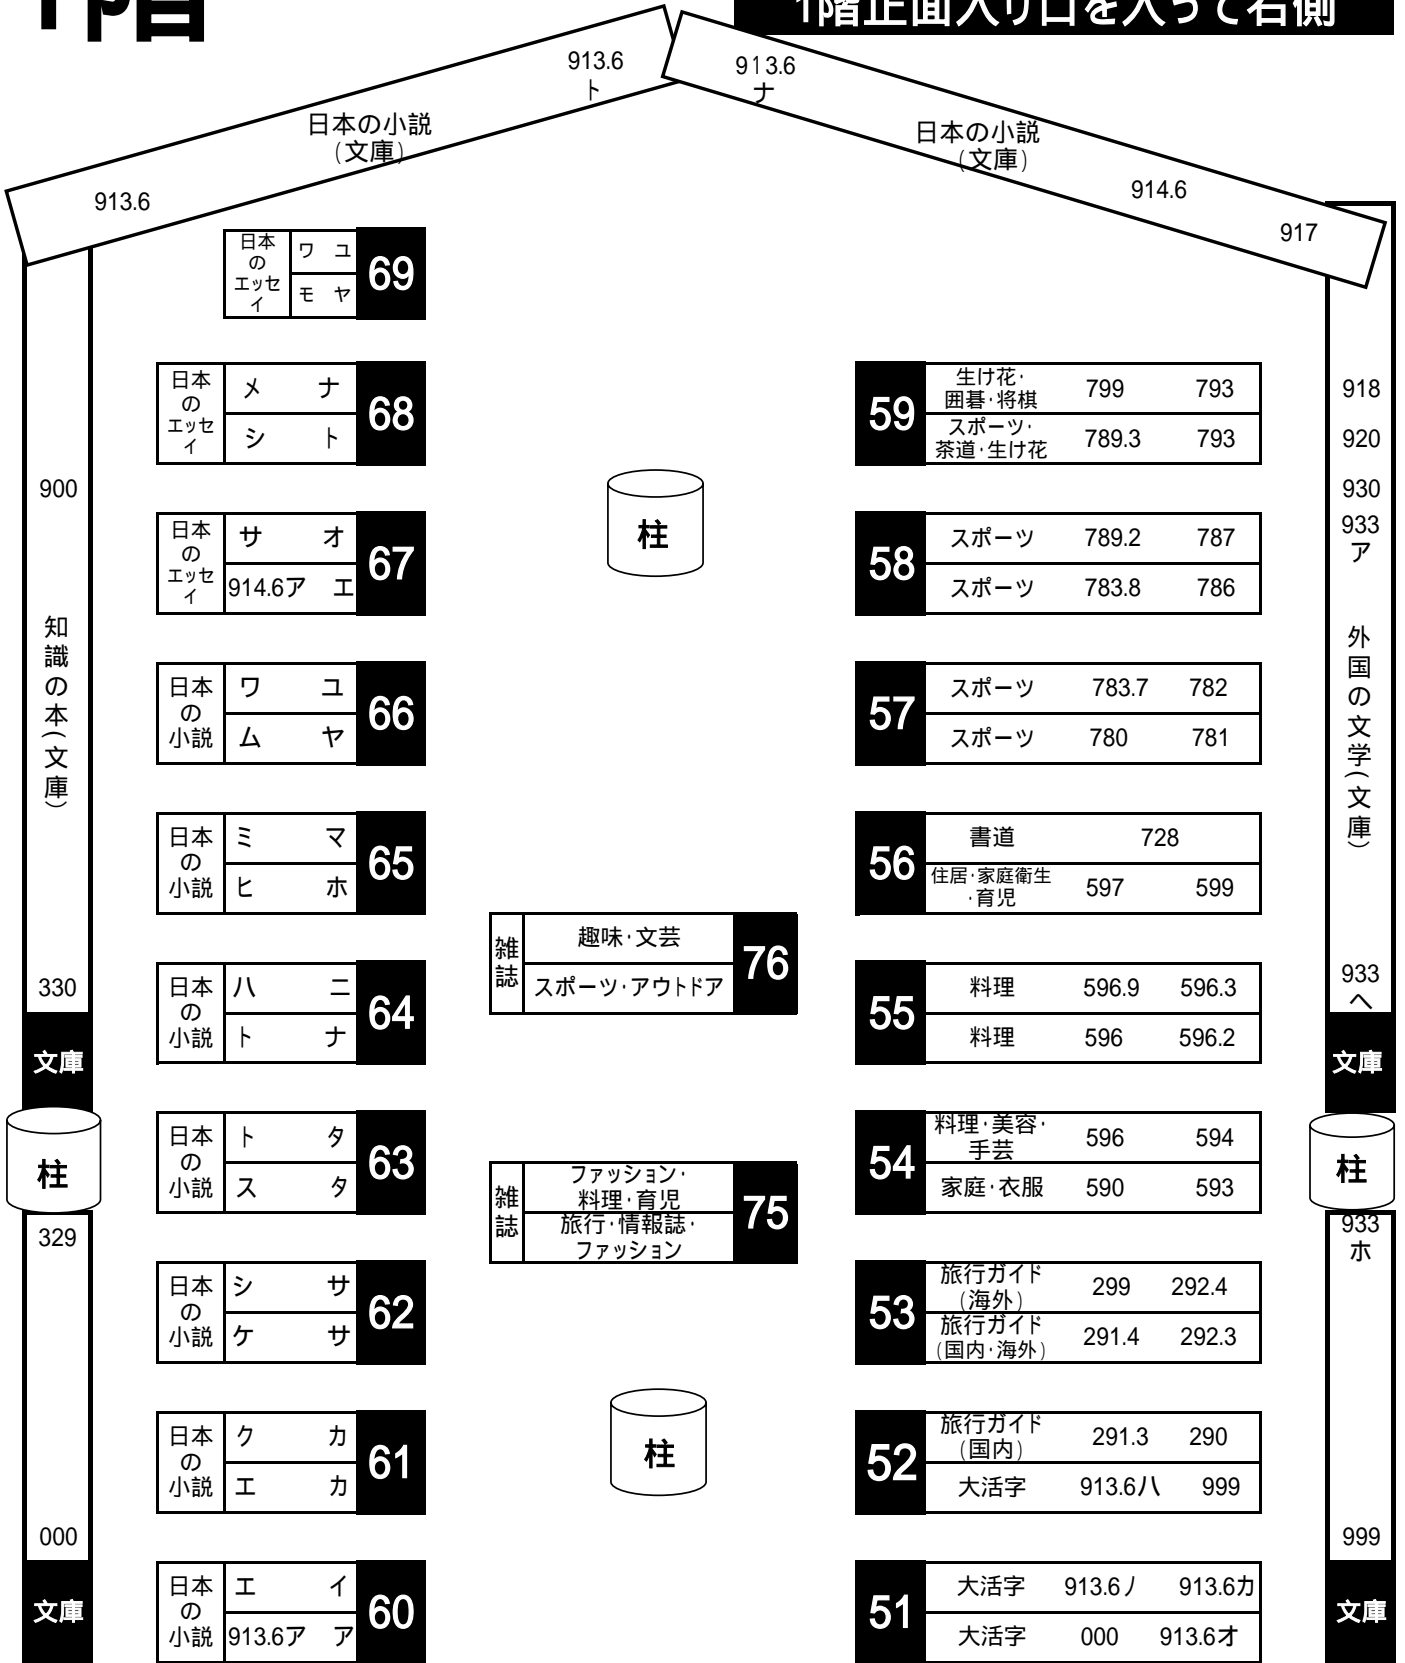 1階
1階正面入り口を入って右側
913.6
ト
日本の小説
(文庫)
913.6
913.6
ナ
日本の小説
(文庫)
914.6
917
900
知識の本(文庫)
330
文庫
柱
329
000
文庫
日本
の
エッセ
イ
ワ ユ
モ ヤ
69
日本
の
エッセ
イ
メ ナ
シ ト
68
日本
の
エッセ
イ
サ オ
914.6ア エ
67
日本
の
小説
ワ ユ
ム ヤ
66
日本
の
小説
ミ マ
ヒ ホ
65
日本
の
小説
ハ ニ
ト ナ
64
日本
の
小説
ト タ
ス タ
63
日本
の
小説
シ サ
ケ サ
62
日本
の
小説
ク カ
エ カ
61
日本
の
小説
エ イ
913.6ア ア
60
柱
雑誌
趣味・文芸
スポーツ・アウトドア
76
雑誌
ファッション・
料理・育児
旅行・情報誌・
ファッション
75
柱
59
生け花・
囲碁・将棋
799 793
スポーツ・
茶道・生け花
789.3 793
58
スポーツ 789.2 787
スポーツ 783.8 786
57
スポーツ 783.7 782
スポーツ 780 781
56
書道 728
住居・家庭衛生
・育児
597 599
55
料理 596.9 596.3
料理 596 596.2
54
料理・美容・
手芸
596 594
家庭・衣服 590 593
53
旅行ガイド
(海外)
299 292.4
旅行ガイド
(国内・海外)
291.4 292.3
52
旅行ガイド
(国内)
291.3 290
大活字 913.6ハ 999
51
大活字 913.6ノ 913.6カ
大活字 000 913.6オ
918
920
930
933
ア
外国の文学(文庫)
933
ヘ
文庫
柱
933
ホ
999
文庫